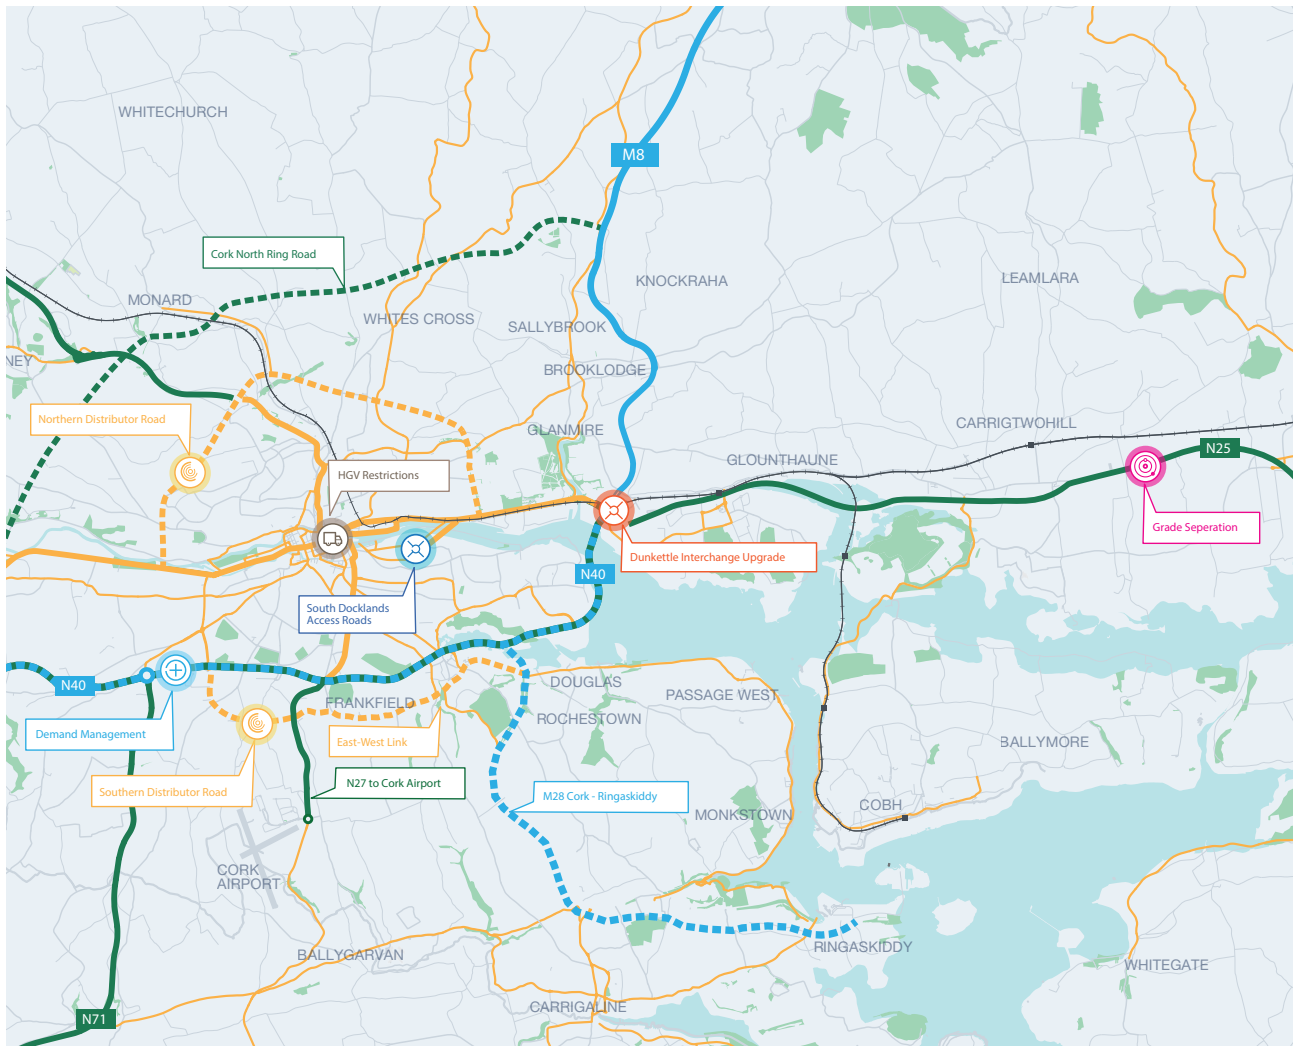 WHITECHURCH
M8
Cork North Ring Road
KNOCKRAHA
LEAMLARA
MONARD
WHITES CROSS
SALLYBROOK
NEY
BROOKLODGE
Northern Distributor Road
GLANMIRE
CARRIGTWOHILL
N25
HGV Restrictions
GLOUNTHAUNE
Grade Seperation
Dunkettle Interchange Upgrade
N40
South Docklands
Access Roads
N40
DOUGLAS
PASSAGE WEST
FRANKFIELD
ROCHESTOWN
Demand Management
East-West Link
BALLYMORE
N27 to Cork Airport
Southern Distributor Road
M28 Cork - Ringaskiddy
COBH
MONKSTOWN
CORK
AIRPORT
RINGASKIDDY
BALLYGARVAN
WHITEGATE
CARRIGALINE
N71